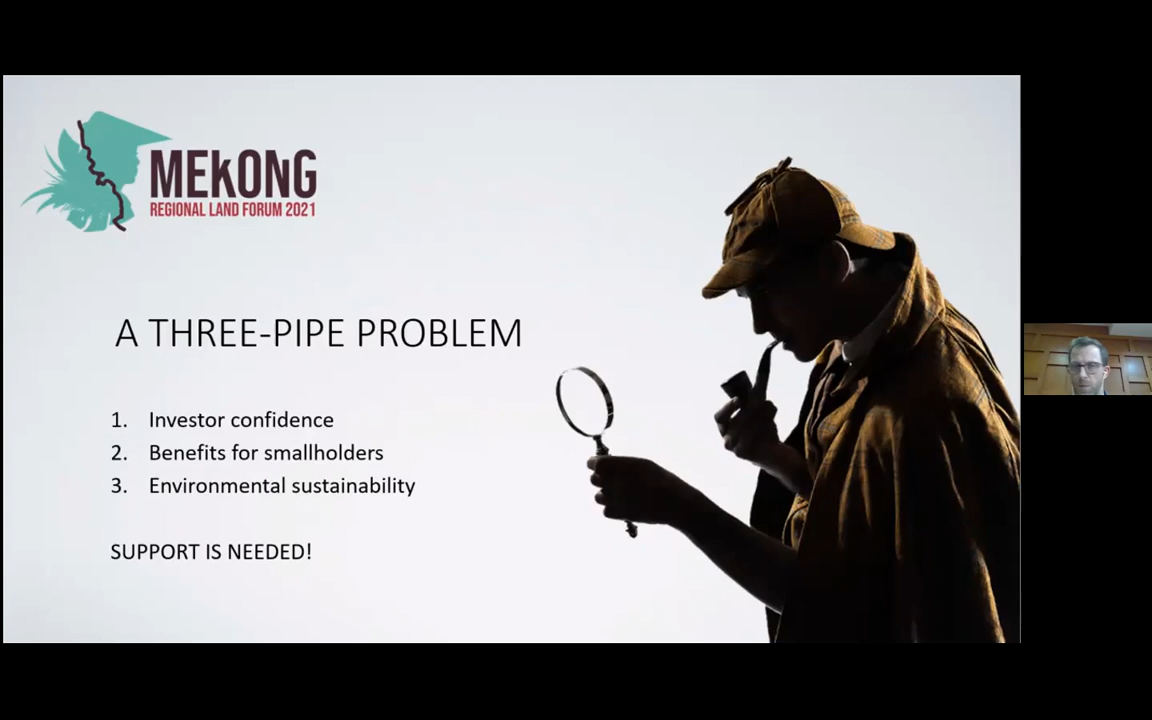 MEKONG
REGIONAL LAND FORUM 2021
A THREE-PIPE PROBLEM
1. Investor confidence
2. Benefits for smallholders
3. Environmental sustainability
SUPPORT IS NEEDED!